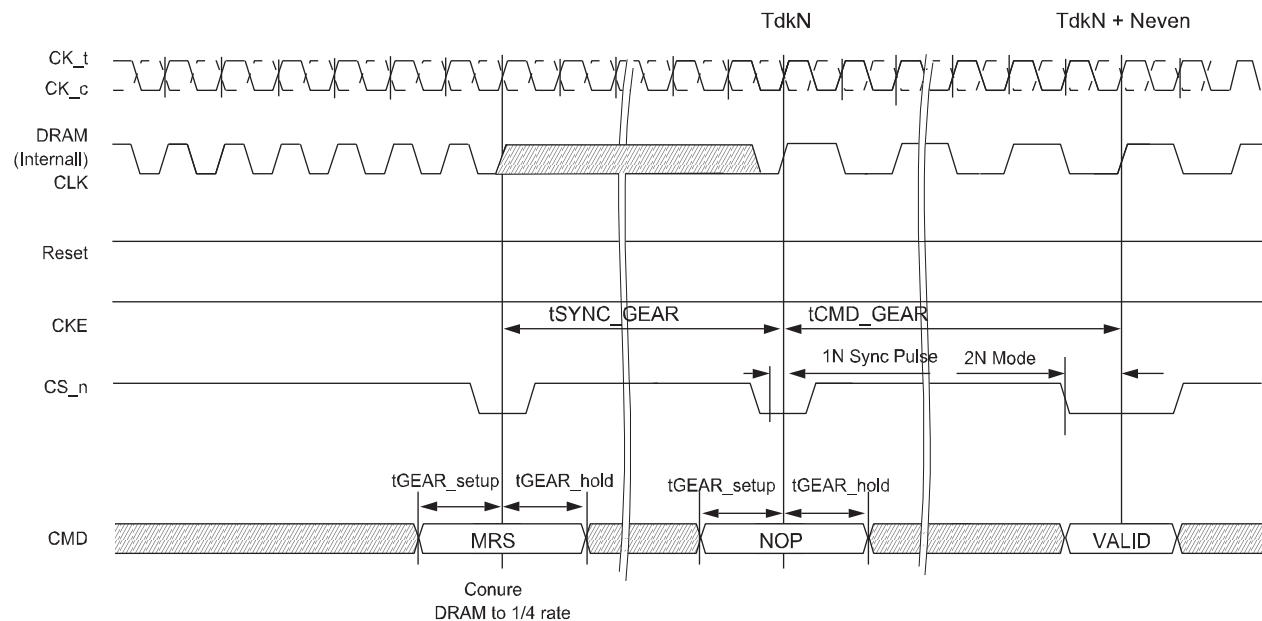 TdkN
TdkN + Neven
CK_t
CK_c
DRAM
(Internall)
CLK
Reset
CKE
tSYNC_GEAR
tCMD_GEAR
1N Sync Pulse
2N Mode
CS_n
tGEAR_setup
tGEAR_hold
tGEAR_setup
tGEAR_hold
CMD
MRS
NOP
VALID
Conure
DRAM to 1/4 rate